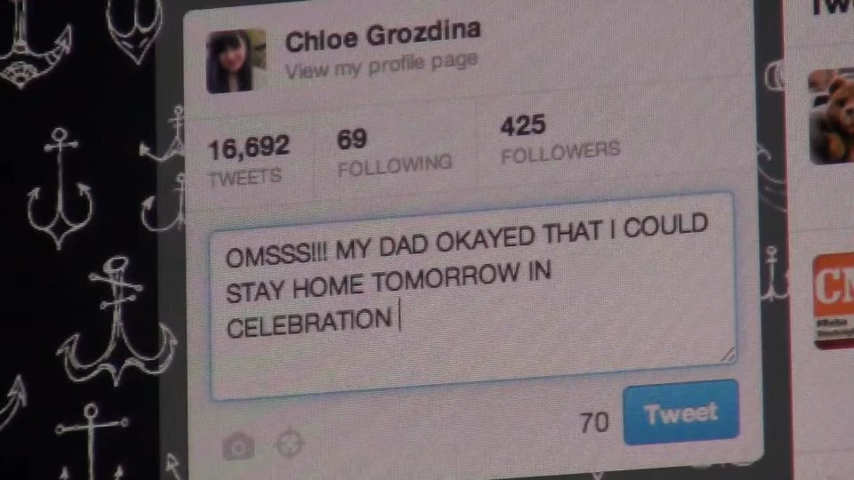 Chloe Grozdina
View my profile page
16,692 69 425
TWEETS FOLLOWING FOLLOWERS
OMSSS!!! MY DAD OKAYED THAT I COULD
STAY HOME TOMORROW IN
CELEBRATION
70 Tweet